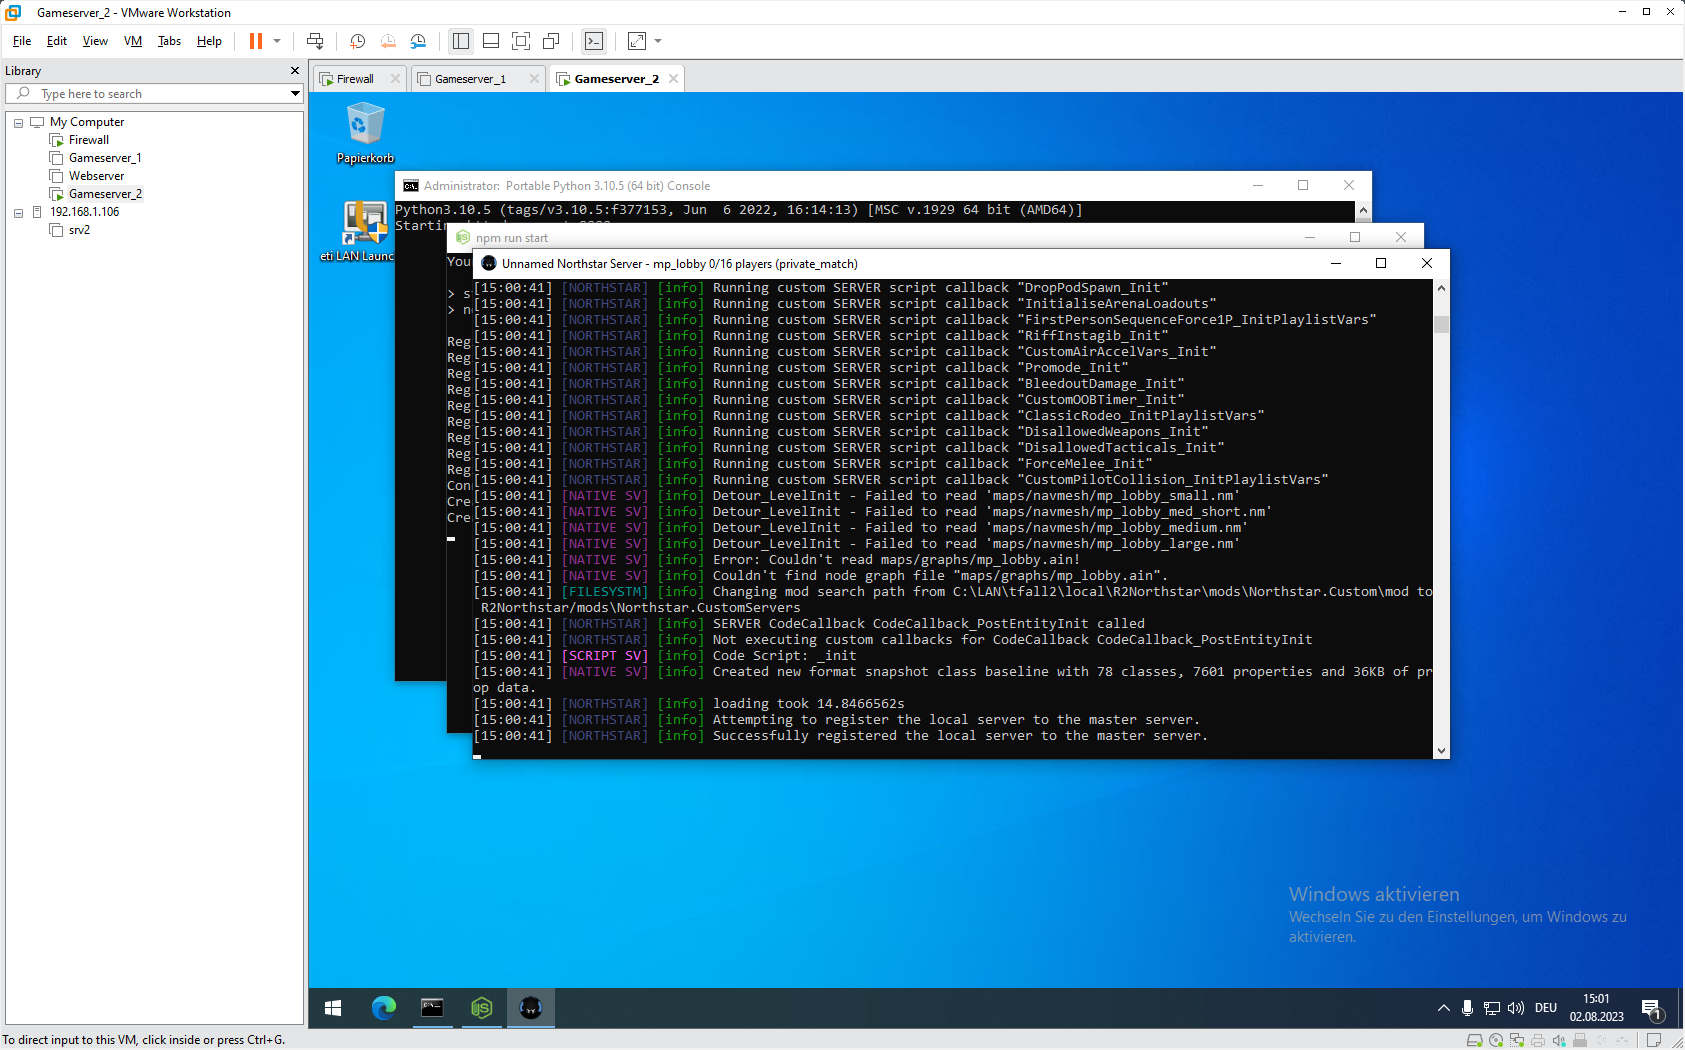 Gameserver_2 - VMware Workstation
File Edit View VM Tabs Help
Library
Type here to search
My Computer
Firewall
Gameserver_1
Webserver
Gameserver_2
192.168.1.106
srv2
Firewall
Gameserver_1
Gameserver_2
Papierkorb
eti LAN Launc
Administrator: Portable Python 3.10.5 (64 bit) Console
Python3.10.5 (tags/v3.10.5:f377153, Jun  6 2022, 16:14:13) [MSC v.1929 64 bit (AMD64)]
Startin
npm run start
You
> s
> n
Reg
Reg
Reg
Reg
Reg
Reg
Reg
Reg
Reg
Con
Cre
Cre
Unnamed Northstar Server - mp_lobby 0/16 players (private_match)
[15:00:41] [NORTHSTAR] [info] Running custom SERVER script callback "DropPodSpawn_Init"
[15:00:41] [NORTHSTAR] [info] Running custom SERVER script callback "InitialiseArenaLoadouts"
[15:00:41] [NORTHSTAR] [info] Running custom SERVER script callback "FirstPersonSequenceForce1P_InitPlaylistVars"
[15:00:41] [NORTHSTAR] [info] Running custom SERVER script callback "RiffInstagib_Init"
[15:00:41] [NORTHSTAR] [info] Running custom SERVER script callback "CustomAirAccelVars_Init"
[15:00:41] [NORTHSTAR] [info] Running custom SERVER script callback "Promode_Init"
[15:00:41] [NORTHSTAR] [info] Running custom SERVER script callback "BleedoutDamage_Init"
[15:00:41] [NORTHSTAR] [info] Running custom SERVER script callback "CustomOOBTimer_Init"
[15:00:41] [NORTHSTAR] [info] Running custom SERVER script callback "ClassicRodeo_InitPlaylistVars"
[15:00:41] [NORTHSTAR] [info] Running custom SERVER script callback "DisallowedWeapons_Init"
[15:00:41] [NORTHSTAR] [info] Running custom SERVER script callback "DisallowedTacticals_Init"
[15:00:41] [NORTHSTAR] [info] Running custom SERVER script callback "ForceMelee_Init"
[15:00:41] [NORTHSTAR] [info] Running custom SERVER script callback "CustomPilotCollision_InitPlaylistVars"
[15:00:41] [NATIVE SV] [info] Detour_LevelInit - Failed to read 'maps/navmesh/mp_lobby_small.nm'
[15:00:41] [NATIVE SV] [info] Detour_LevelInit - Failed to read 'maps/navmesh/mp_lobby_med_short.nm'
[15:00:41] [NATIVE SV] [info] Detour_LevelInit - Failed to read 'maps/navmesh/mp_lobby_medium.nm'
[15:00:41] [NATIVE SV] [info] Detour_LevelInit - Failed to read 'maps/navmesh/mp_lobby_large.nm'
[15:00:41] [NATIVE SV] [info] Error: Couldn't read maps/graphs/mp_lobby.ain!
[15:00:41] [NATIVE SV] [info] Couldn't find node graph file "maps/graphs/mp_lobby.ain".
[15:00:41] [FILESYSTM] [info] Changing mod search path from C:\LAN\tfall2\local\R2Northstar\mods\Northstar.Custom\mod to
R2Northstar/mods\Northstar.CustomServers
[15:00:41] [NORTHSTAR] [info] SERVER CodeCallback CodeCallback_PostEntityInit called
[15:00:41] [NORTHSTAR] [info] Not executing custom callbacks for CodeCallback CodeCallback_PostEntityInit
[15:00:41] [SCRIPT SV] [info] Code Script: _init
[15:00:41] [NATIVE SV] [info] Created new format snapshot class baseline with 78 classes, 7601 properties and 36KB of pr
op data.
[15:00:41] [NORTHSTAR] [info] loading took 14.8466562s
[15:00:41] [NORTHSTAR] [info] Attempting to register the local server to the master server.
[15:00:41] [NORTHSTAR] [info] Successfully registered the local server to the master server.
Windows aktivieren
Wechseln Sie zu den Einstellungen, um Windows zu
aktivieren.
DEU
15:01
02.08.2023
1
To direct input to this VM, click inside or press Ctrl+G.